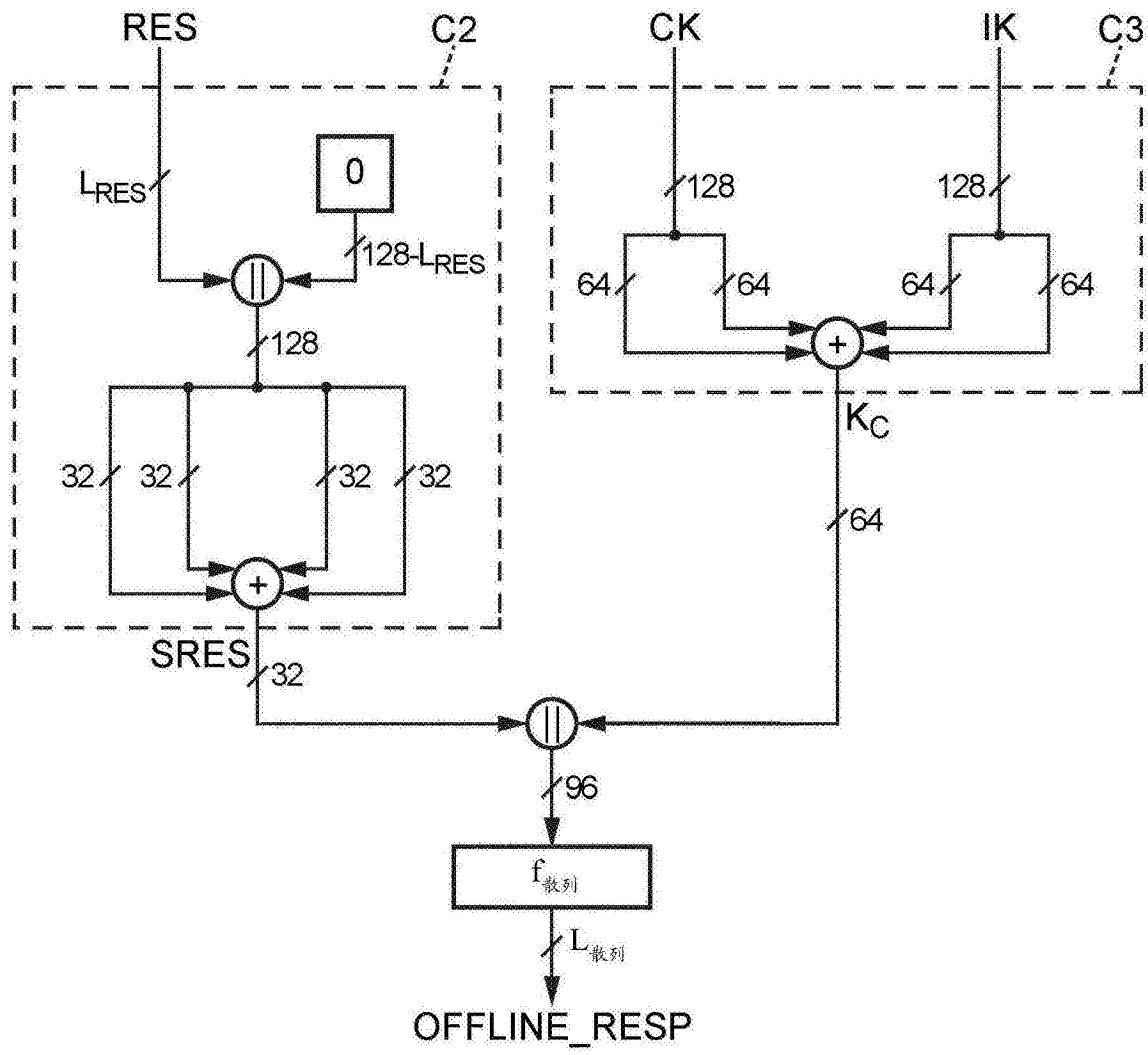 RES
C2
CK
IK
C3
0
LRES
128-LRES
||
128
32
32
32
32
+
SRES
32
128
128
64
64
64
64
+
KC
64
||
96
f散列
L散列
OFFLINE_RESP